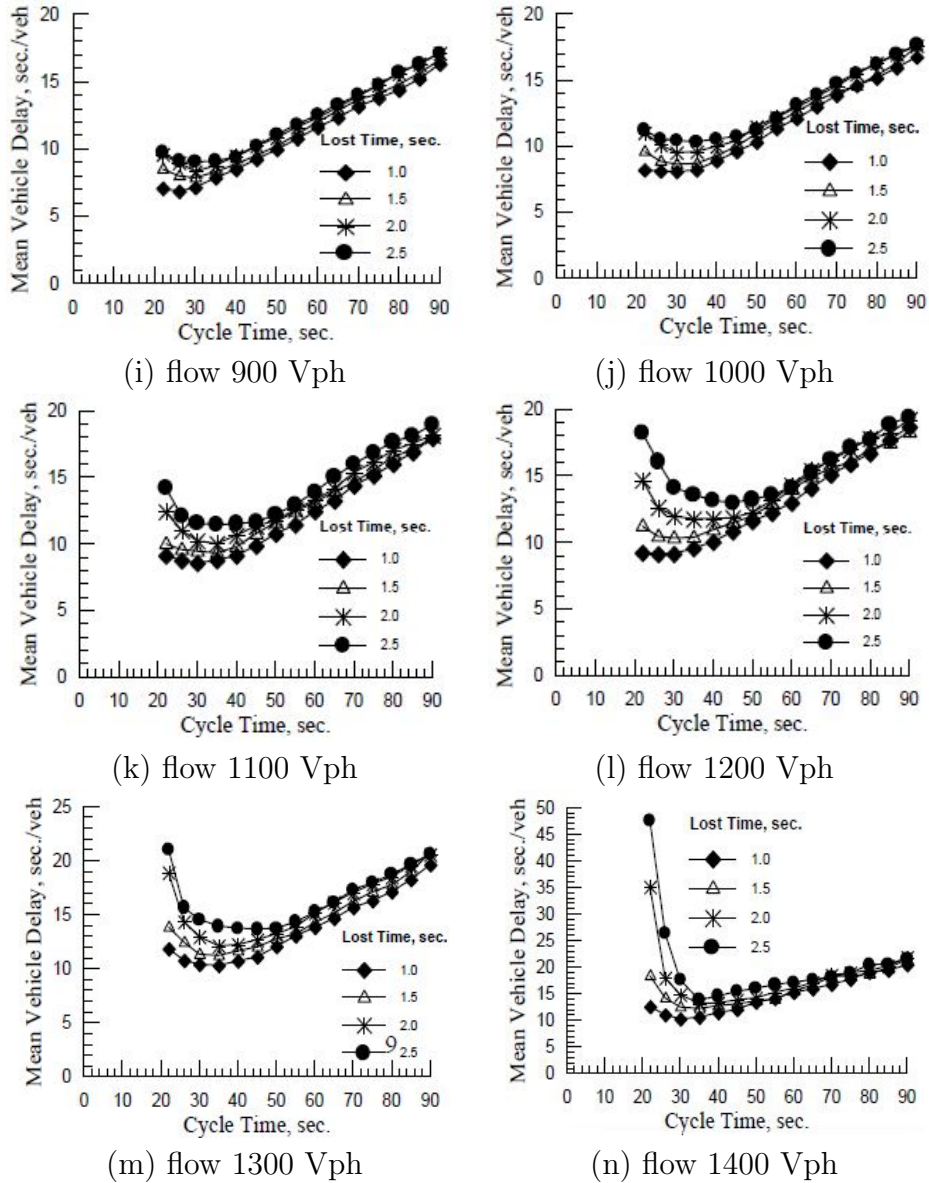 20
15
10
5
0
Mean Vehicle Delay, sec./veh
Lost Time, sec.
1.0
1.5
2.0
2.5
0 10 20 30 40 50 60 70 80 90
Cycle Time, sec.
(i) flow 900 Vph
20
15
10
5
0
Mean Vehicle Delay, sec./veh
Lost Time, sec.
1.0
1.5
2.0
2.5
0 10 20 30 40 50 60 70 80 90
Cycle Time, sec.
(j) flow 1000 Vph
20
15
10
5
0
Mean Vehicle Delay, sec./veh
Lost Time, sec.
1.0
1.5
2.0
2.5
0 10 20 30 40 50 60 70 80 90
Cycle Time, sec.
(k) flow 1100 Vph
20
15
10
5
0
Mean Vehicle Delay, sec./veh
Lost Time, sec.
1.0
1.5
2.0
2.5
0 10 20 30 40 50 60 70 80 90
Cycle Time, sec.
(l) flow 1200 Vph
25
20
15
10
5
0
Mean Vehicle Delay, sec./veh
Lost Time, sec.
1.0
1.5
2.0
2.5
9
0 10 20 30 40 50 60 70 80 90
Cycle Time, sec.
(m) flow 1300 Vph
50
45
40
35
30
25
20
15
10
5
0
Mean Vehicle Delay, sec./veh
Lost Time, sec.
1.0
1.5
2.0
2.5
0 10 20 30 40 50 60 70 80 90
Cycle Time, sec.
(n) flow 1400 Vph